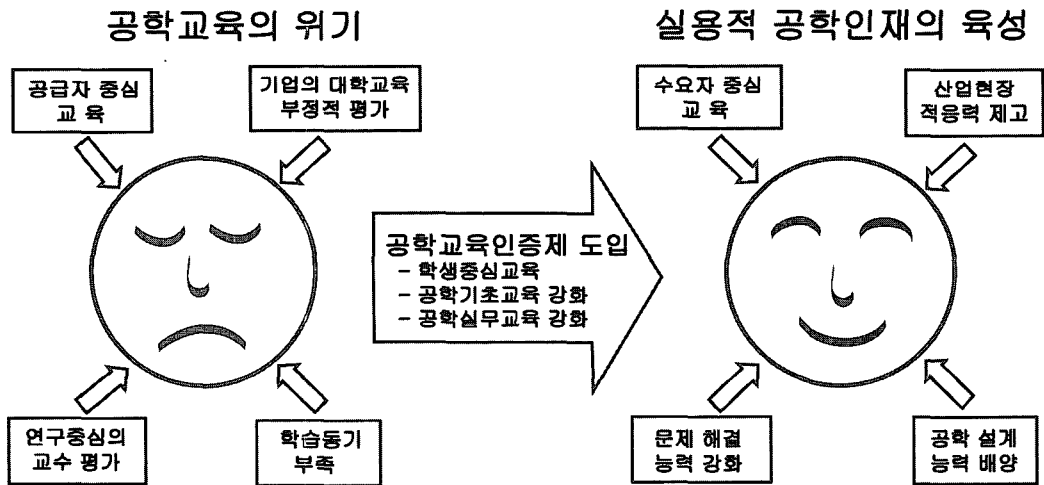 공학교육의 위기
공급자 중심
교 육
기업의 대학교육
부정적 평가
연구중심의
교수 평가
학습동기
부족
공학교육인증제 도입
– 학생중심교육
– 공학기초교육 강화
– 공학실무교육 강화
실용적 공학인재의 육성
수요자 중심
교 육
산업현장
적응력 제고
문제 해결
능력 강화
공학 설계
능력 배양